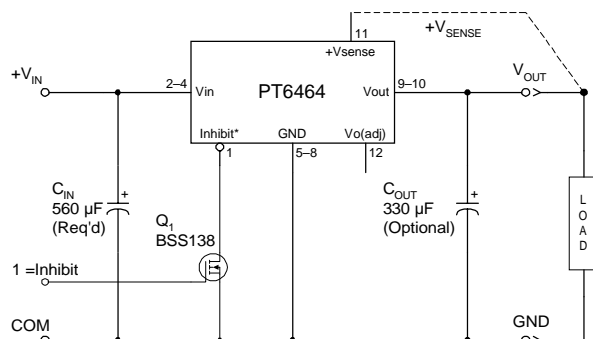 11
+VSENSE
+Vsense
+VIN
2–4
Vin
PT6464
Vout
9–10
VOUT
Inhibit*
GND
Vo(adj)
1
5–8
12
CIN
560 µF
(Req'd)
+
Q1
BSS138
COUT
330 µF
(Optional)
+
LOAD
1 =Inhibit
COM
GND